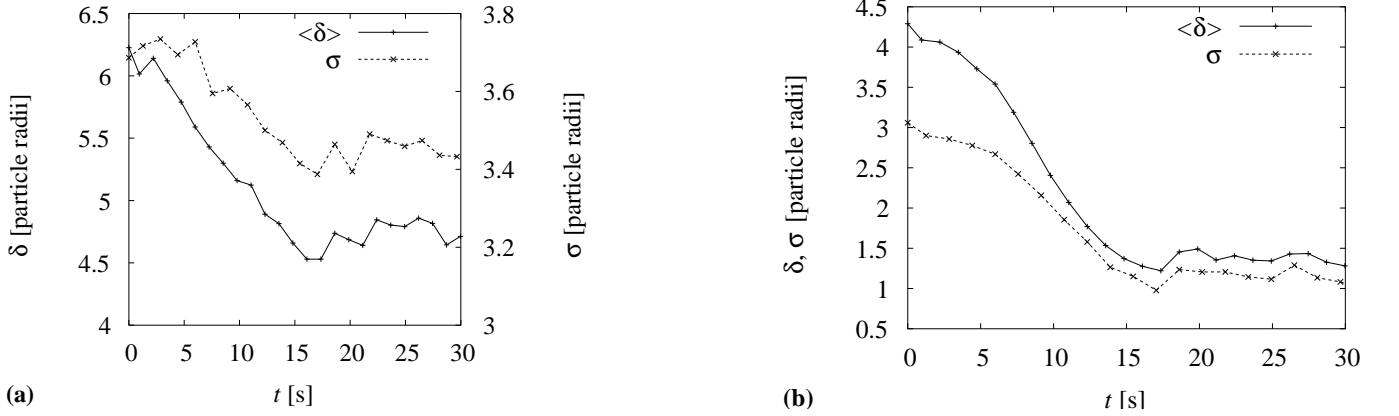 6.5
6
5.5
5
4.5
4
δ [particle radii]
<δ>
σ
3.8
3.6
3.4
3.2
3
σ [particle radii]
0 5 10 15 20 25 30
(a) t [s]
4.5
4
3.5
3
2.5
2
1.5
1
0.5
δ, σ [particle radii]
<δ>
σ
0 5 10 15 20 25 30
(b) t [s]